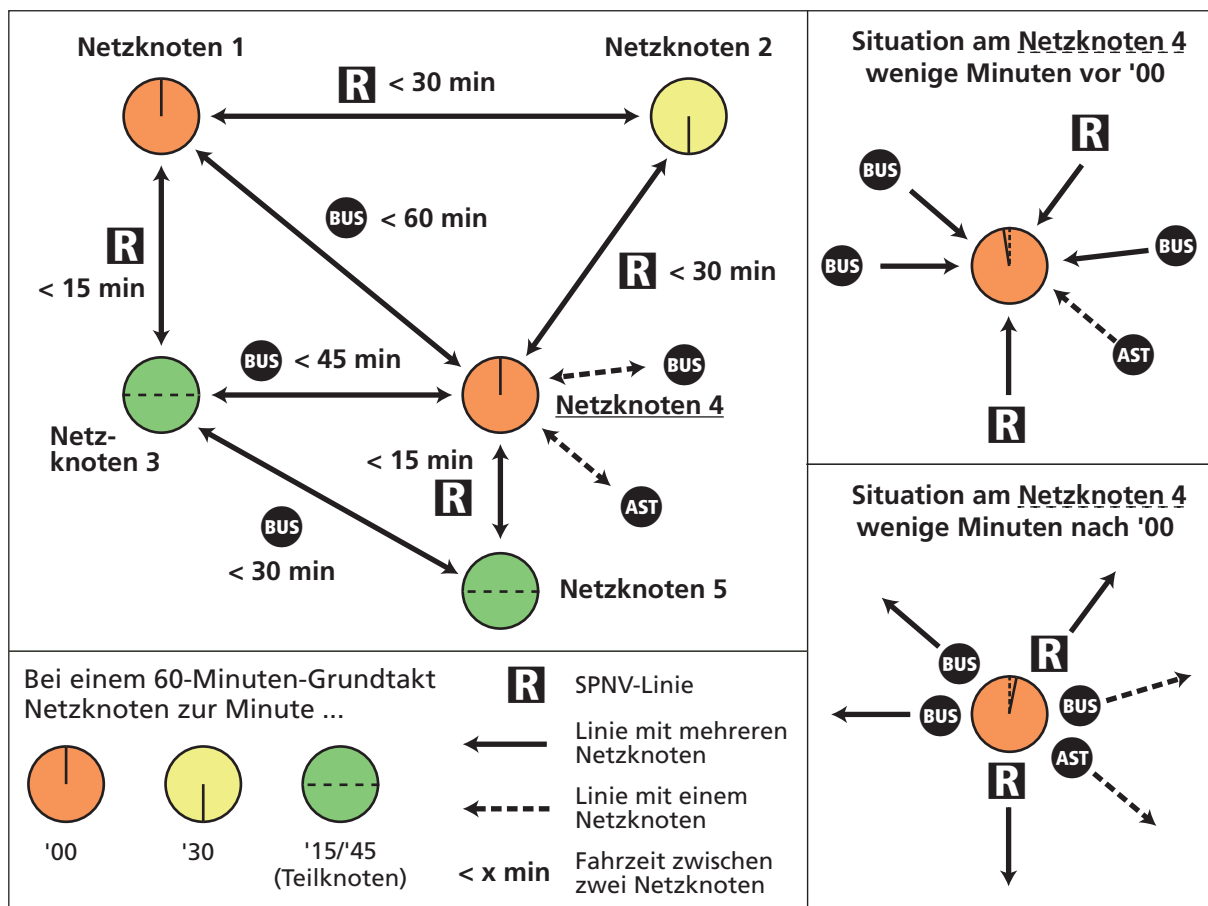 Netzknoten 1
Netzknoten 2
R < 30 min
BUS < 60 min
R
< 15 min
R < 30 min
BUS < 45 min
BUS
Netzknoten 4
Netz-
knoten 3
< 15 min
R
AST
BUS
< 30 min
Netzknoten 5
Bei einem 60-Minuten-Grundtakt
Netzknoten zur Minute ...
'00
'30
'15/'45
(Teilknoten)
R SPNV-Linie
Linie mit mehreren
Netzknoten
Linie mit einem
Netzknoten
< x min Fahrzeit zwischen
zwei Netzknoten
Situation am Netzknoten 4
wenige Minuten vor '00
R
BUS
BUS
BUS
AST
R
Situation am Netzknoten 4
wenige Minuten nach '00
R
BUS
BUS
BUS
AST
R